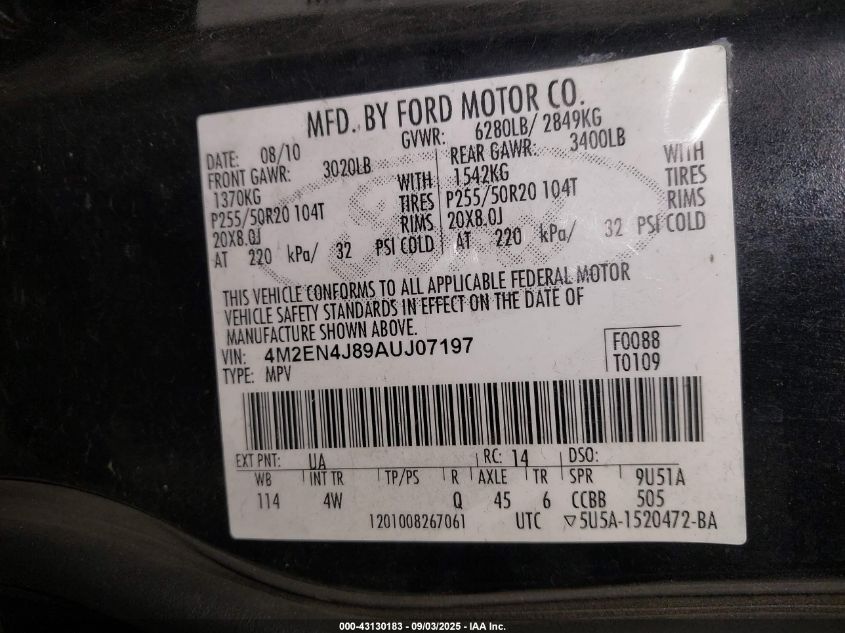 MFD. BY FORD MOTOR CO.
DATE: 08/10 GVWR: 6280LB/ 2849KG
FRONT GAWR: 3020LB REAR GAWR: 3400LB
1370KG WITH 1542KG WITH
P255/50R20 104T TIRES P255/50R20 104T TIRES
20X8.0J RIMS 20X8.0J RIMS
AT 220 kPa/ 32 PSI COLD AT 220 kPa/ 32 PSI COLD
THIS VEHICLE CONFORMS TO ALL APPLICABLE FEDERAL MOTOR
VEHICLE SAFETY STANDARDS IN EFFECT ON THE DATE OF
MANUFACTURE SHOWN ABOVE.
VIN: 4M2EN4J89AUJ07197 F0088
TYPE: MPV T0109
EXT PNT: UA RC: 14 DSO:
WB INT TR TP/PS R AXLE TR SPR 9U51A
114 4W Q 45 6 CCBB 505
1201008267061 UTC ▽5U5A-1520472-BA
000-43130183 - 09/03/2025 - IAA Inc.